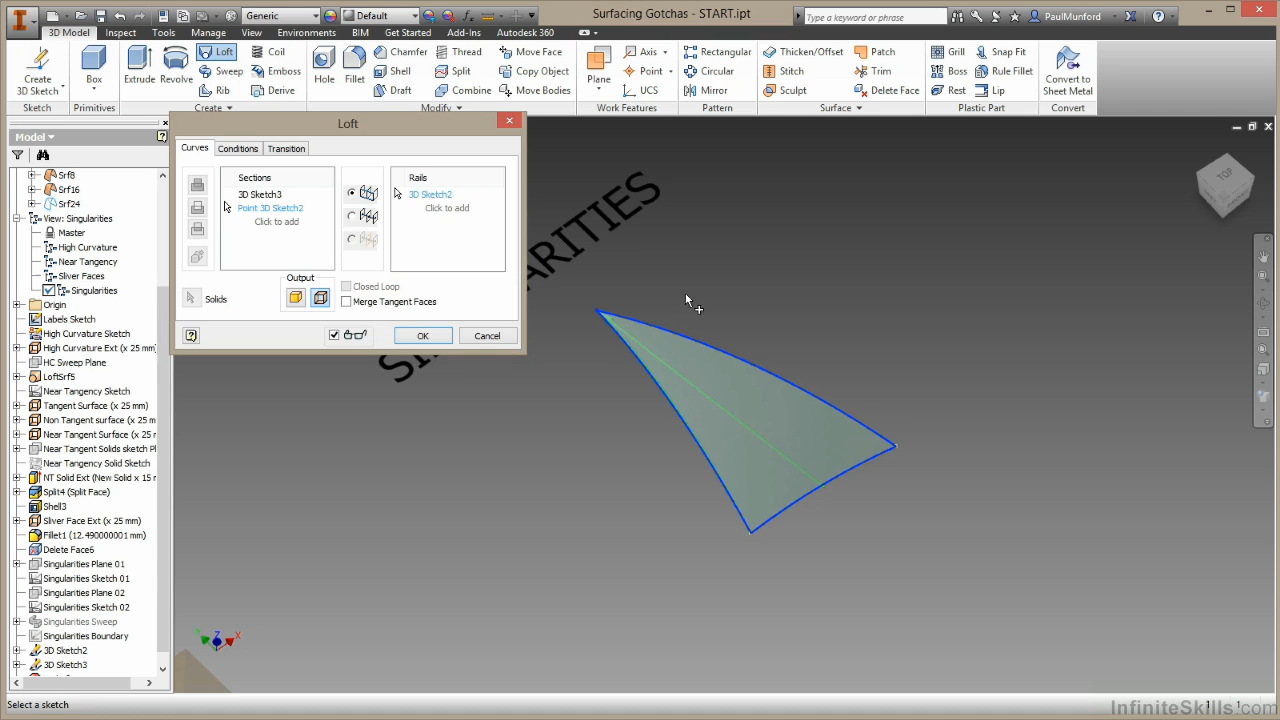 Generic
Default
Surfacing Gotchas - START.ipt
Type a keyword or phrase
PaulMunford
3D Model
Inspect
Tools
Manage
View
Environments
BIM
Get Started
Add-Ins
Autodesk 360
Create
3D Sketch
Box
Extrude
Revolve
Loft
Sweep
Rib
Coil
Emboss
Derive
Hole
Fillet
Chamfer
Shell
Draft
Thread
Split
Combine
Move Face
Copy Object
Move Bodies
Plane
Axis
Point
UCS
Rectangular
Circular
Mirror
Thicken/Offset
Stitch
Sculpt
Patch
Trim
Delete Face
Grill
Boss
Rest
Snap Fit
Rule Fillet
Lip
Convert to
Sheet Metal
Sketch
Primitives
Create
Modify
Work Features
Pattern
Surface
Plastic Part
Convert
Model
Srf8
Srf16
Srf24
View: Singularities
Master
High Curvature
Near Tangency
Sliver Faces
Singularities
Origin
Labels Sketch
High Curvature Sketch
High Curvature Ext (x 25 mm)
HC Sweep Plane
LoftSrf5
Near Tangency Sketch
Tangent Surface (x 25 mm)
Non Tangent surface (x 25 mm)
Near Tangent Surface (x 25 mm)
Near Tangent Solids sketch Pl
Near Tangency Solid Sketch
NT Solid Ext (New Solid x 15 m
Split4 (Split Face)
Shell3
Sliver Face Ext (x 25 mm)
Fillet1 (12.490000001 mm)
Delete Face6
Singularities Plane 01
Singularities Sketch 01
Singularities Plane 02
Singularities Sketch 02
Singularities Sweep
Singularities Boundary
3D Sketch2
3D Sketch3
Loft
Curves
Conditions
Transition
Sections
3D Sketch3
Point 3D Sketch2
Click to add
Rails
3D Sketch2
Click to add
Output
Solids
Closed Loop
Merge Tangent Faces
OK
Cancel
ARITIES
TOP
X
Z
Select a sketch
InfiniteSkills.com